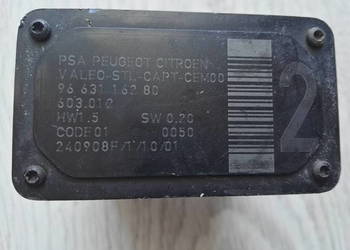 PSA PEUGEOT CITROEN
VALEO-STL-CAPT-CEM00
96 631 162 80
603.012
HW1.5 SW 0.20
CODE 01 0050
240908F/1/10/01
2